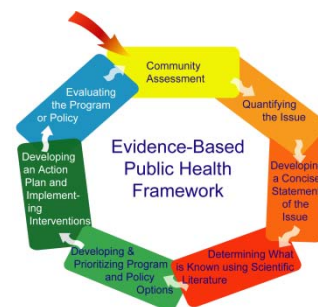 Community
Assessment
Quantifying
the Issue
Developing
a Concise
Statement
of the
Issue
Determining What
is Known using Scientific
Literature
Developing &
Prioritizing Program
and Policy
Options
Developing
an Action
Plan and
Implement-
ing
Interventions
Evaluating
the Program
or Policy
Evidence-Based
Public Health
Framework